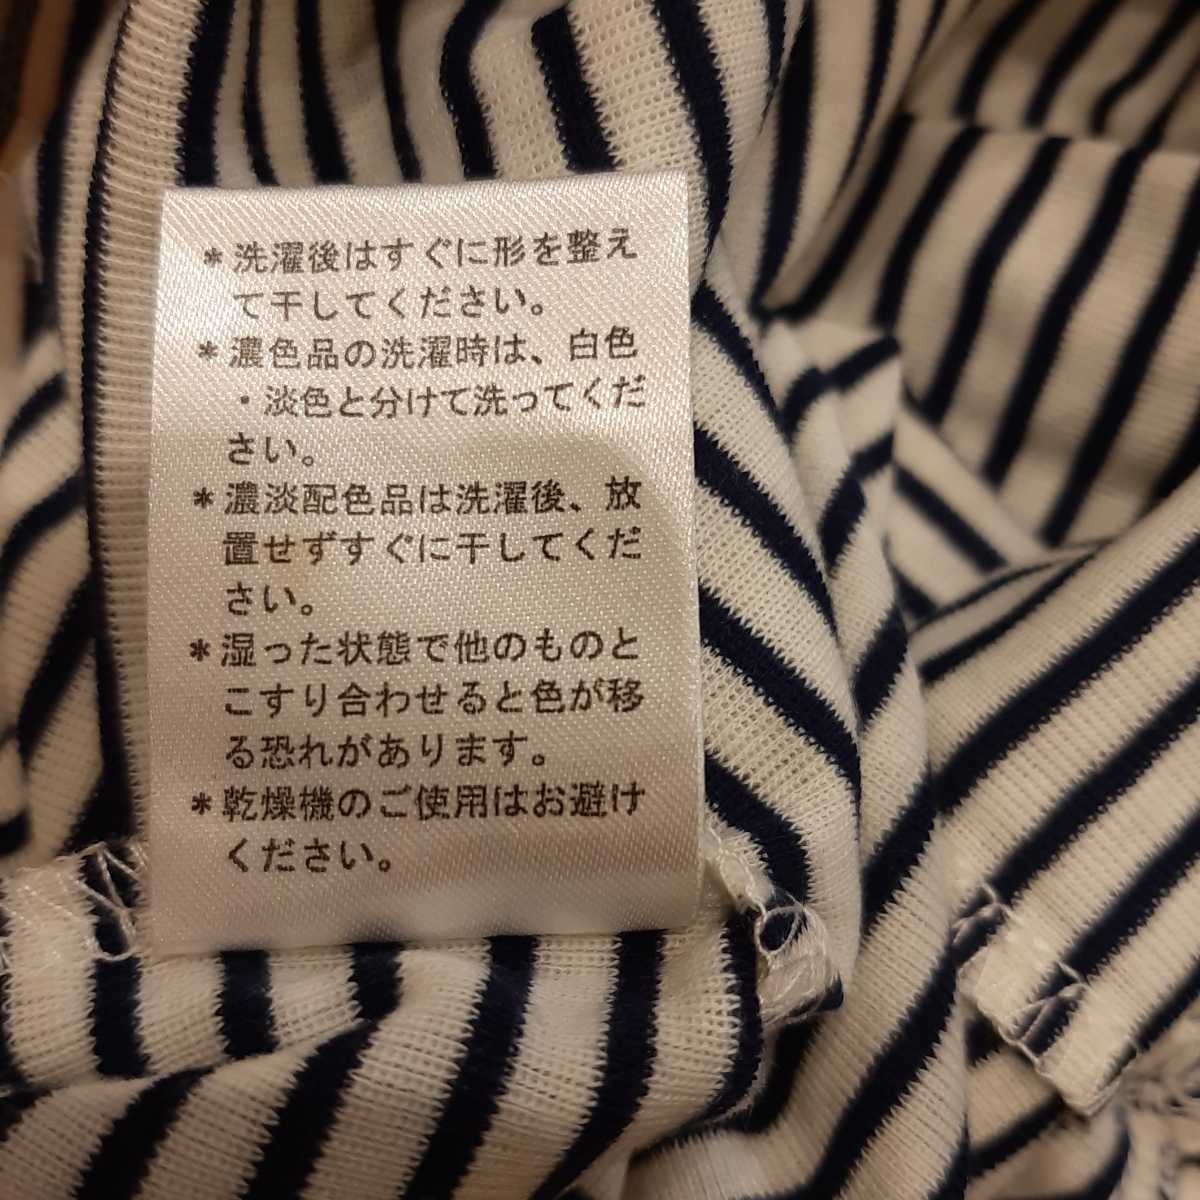 ＊洗濯後はすぐに形を整え
て干してください。
＊濃色品の洗濯時は、白色
・淡色と分けて洗ってくだ
さい。
＊濃淡配色品は洗濯後、放
置せずすぐに干してくだ
さい。
＊湿った状態で他のものと
こすり合わせると色が移
る恐れがあります。
＊乾燥機のご使用はお避け
ください。